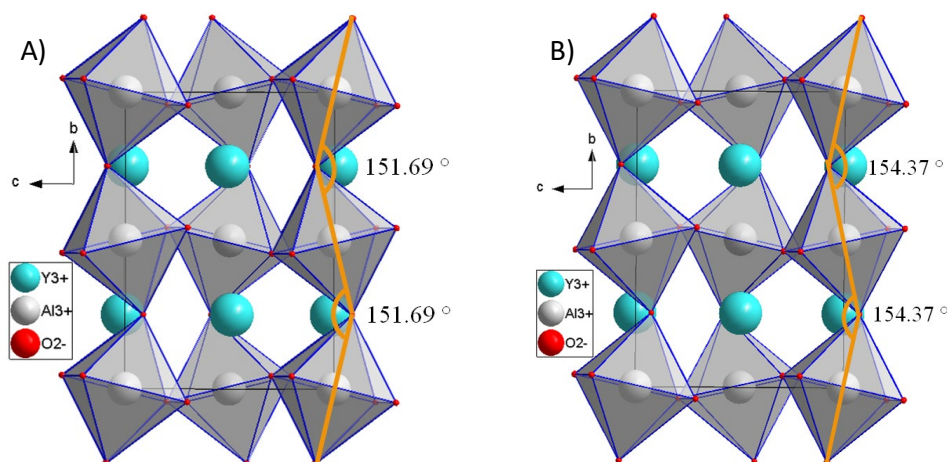 A)
b
c
151.69 °
151.69 °
Y3+
Al3+
O2-
B)
b
c
154.37 °
154.37 °
Y3+
Al3+
O2-